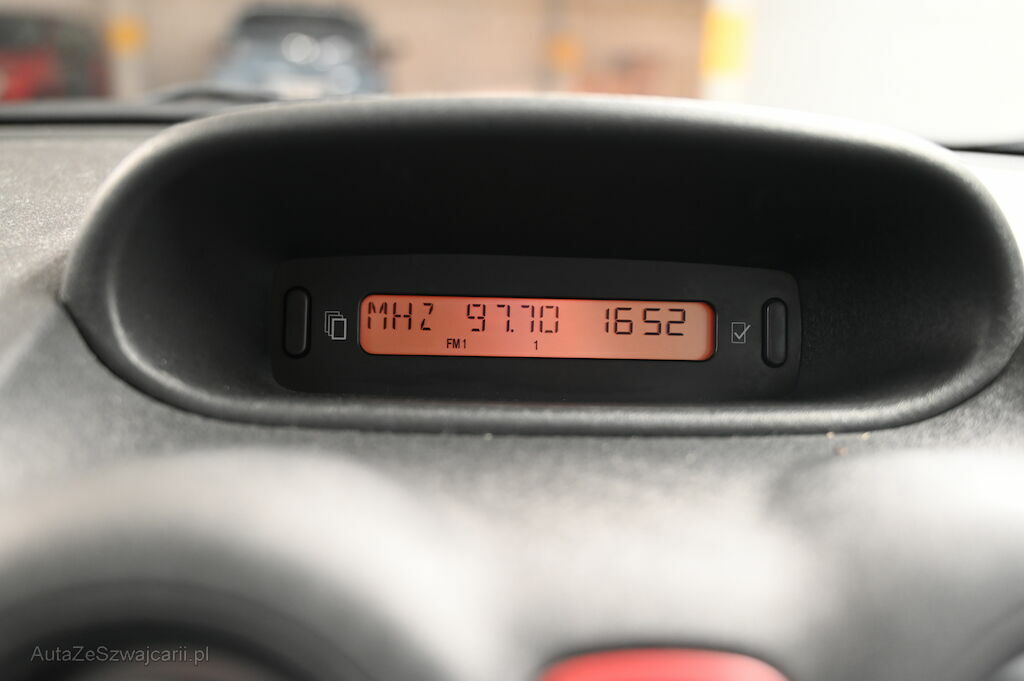 MHZ 97.70 1652
FM1 1
AutaZeSzwajcarii.pl